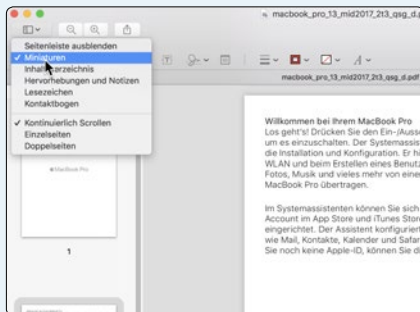 macbook_pro_13_mid2017_2t3_qsg_d.p
Seitenleiste ausblenden
Miniaturen
Inhaltsverzeichnis
Hervorhebungen und Notizen
Lesezeichen
Kontaktbogen
Kontinuierlich Scrollen
Einzelseiten
Doppelseiten
macbook_pro_13_mid2017_2t3_qsg_d.pdf
MacBook Pro
1
Willkommen bei Ihrem MacBook Pro
Los geht's! Drücken Sie den Ein-/Auss
um es einzuschalten. Der Systemassis
die Installation und Konfiguration. Er hi
WLAN und beim Erstellen eines Benutz
Fotos, Musik und vieles mehr von eine
MacBook Pro übertragen.
Im Systemassistenten können Sie sich
Account im App Store und iTunes Store
eingerichtet. Der Assistent konfiguriert
wie Mail, Kontakte, Kalender und Safar
Sie noch keine Apple-ID, können Sie di